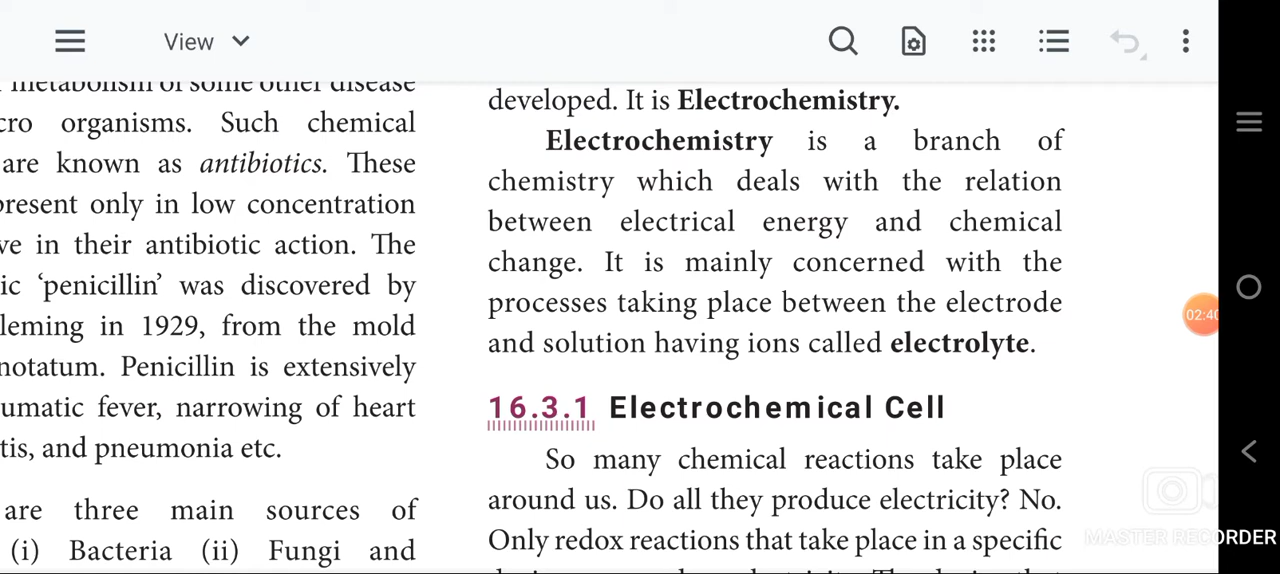 View
metabolism of some other disease
cro organisms. Such chemical
are known as antibiotics. These
present only in low concentration
ve in their antibiotic action. The
ic ‘penicillin’ was discovered by
leming in 1929, from the mold
notatum. Penicillin is extensively
umatic fever, narrowing of heart
tis, and pneumonia etc.
are three main sources of
(i) Bacteria (ii) Fungi and
developed. It is Electrochemistry.
Electrochemistry is a branch of
chemistry which deals with the relation
between electrical energy and chemical
change. It is mainly concerned with the
processes taking place between the electrode
and solution having ions called electrolyte.
16.3.1 Electrochemical Cell
So many chemical reactions take place
around us. Do all they produce electricity? No.
Only redox reactions that take place in a specific
02:40
MASTER RECORDER